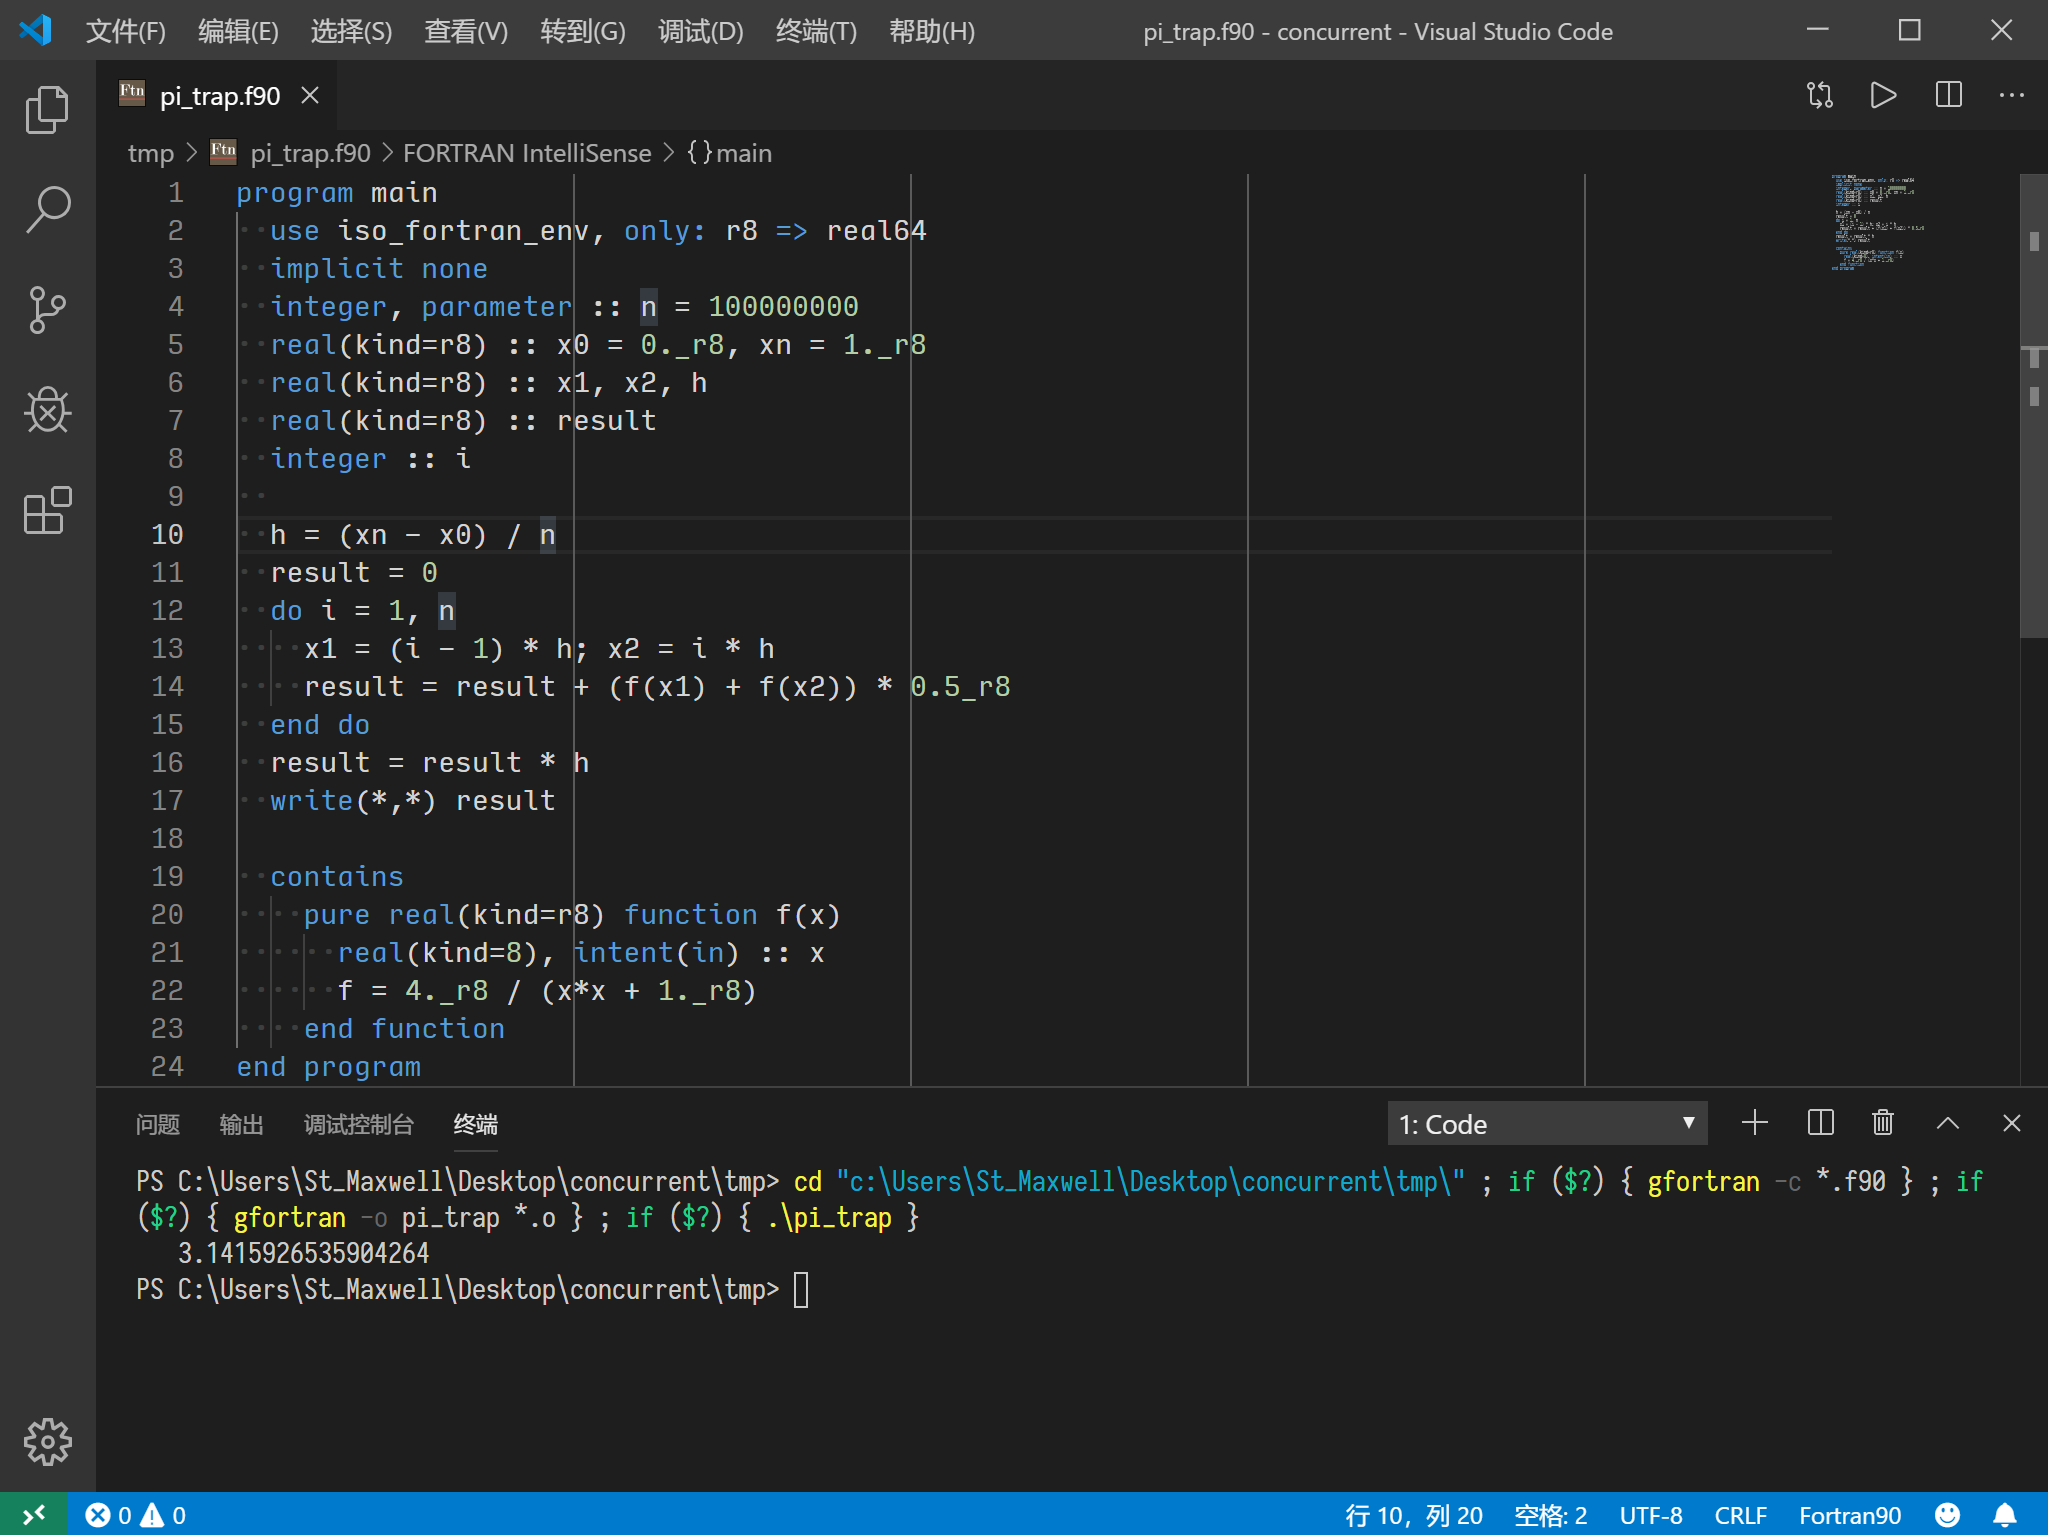 文件(F) 编辑(E) 选择(S) 查看(V) 转到(G) 调试(D) 终端(T) 帮助(H) pi_trap.f90 - concurrent - Visual Studio Code
Ftn pi_trap.f90
tmp > Ftn pi_trap.f90 > FORTRAN IntelliSense > {} main
1 program main
2   use iso_fortran_env, only: r8 => real64
3   implicit none
4   integer, parameter :: n = 100000000
5   real(kind=r8) :: x0 = 0._r8, xn = 1._r8
6   real(kind=r8) :: x1, x2, h
7   real(kind=r8) :: result
8   integer :: i
9
10   h = (xn - x0) / n
11   result = 0
12   do i = 1, n
13     x1 = (i - 1) * h; x2 = i * h
14     result = result + (f(x1) + f(x2)) * 0.5_r8
15   end do
16   result = result * h
17   write(*,*) result
18
19   contains
20     pure real(kind=r8) function f(x)
21       real(kind=8), intent(in) :: x
22       f = 4._r8 / (x*x + 1._r8)
23     end function
24 end program
问题 输出 调试控制台 终端 1: Code
PS C:\Users\St_Maxwell\Desktop\concurrent\tmp> cd "c:\Users\St_Maxwell\Desktop\concurrent\tmp\" ; if ($?) { gfortran -c *.f90 } ; if
($?) { gfortran -o pi_trap *.o } ; if ($?) { .\pi_trap }
   3.1415926535904264
PS C:\Users\St_Maxwell\Desktop\concurrent\tmp>
0 0 行 10，列 20 空格: 2 UTF-8 CRLF Fortran90